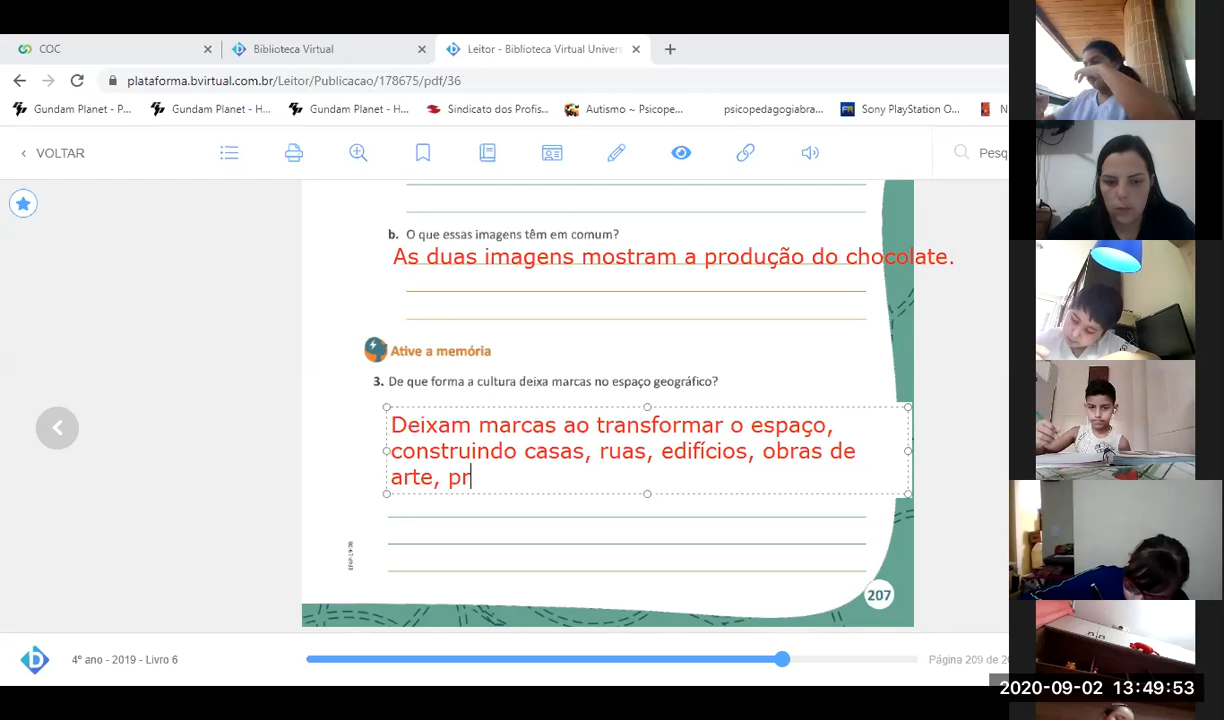 COC
Biblioteca Virtual
Leitor - Biblioteca Virtual Univers
plataforma.bvirtual.com.br/Leitor/Publicacao/178675/pdf/36
Gundam Planet - P...
Gundam Planet - H...
Gundam Planet - H...
Sindicato dos Profis...
Autismo ~ Psicope...
psicopedagogiabra...
Sony PlayStation O...
N
VOLTAR
Pesq
b. O que essas imagens têm em comum?
As duas imagens mostram a produção do chocolate.
Ative a memória
3. De que forma a cultura deixa marcas no espaço geográfico?
Deixam marcas ao transformar o espaço,
construindo casas, ruas, edifícios, obras de
arte, pr
207
4º ano - 2019 - Livro 6
Página 209 de 2
2020-09-02 13:49:53